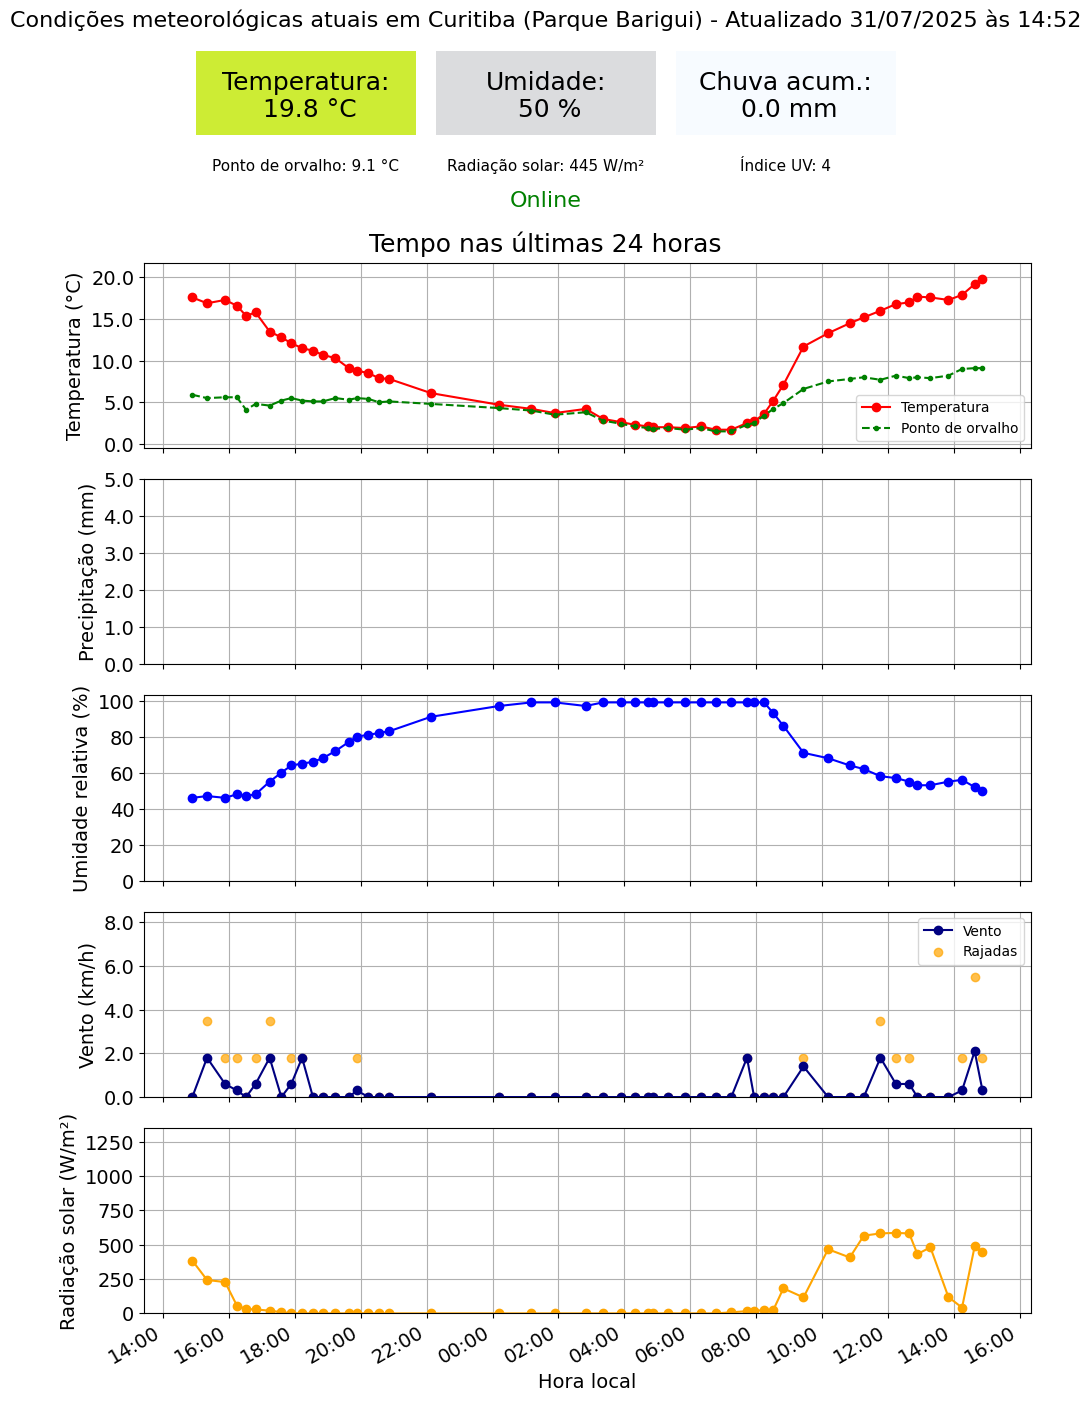 Condições meteorológicas atuais em Curitiba (Parque Barigui) - Atualizado 31/07/2025 às 14:52
Temperatura:
19.8 °C
Umidade:
50 %
Chuva acum.:
0.0 mm
Ponto de orvalho: 9.1 °C
Radiação solar: 445 W/m²
Índice UV: 4
Online
Tempo nas últimas 24 horas
Temperatura (°C)
20.0
15.0
10.0
5.0
0.0
Temperatura
Ponto de orvalho
Precipitação (mm)
5.0
4.0
3.0
2.0
1.0
0.0
Umidade relativa (%)
100
80
60
40
20
0
Vento (km/h)
8.0
6.0
4.0
2.0
0.0
Vento
Rajadas
Radiação solar (W/m²)
1250
1000
750
500
250
0
14:00
16:00
18:00
20:00
22:00
00:00
02:00
04:00
06:00
08:00
10:00
12:00
14:00
16:00
Hora local